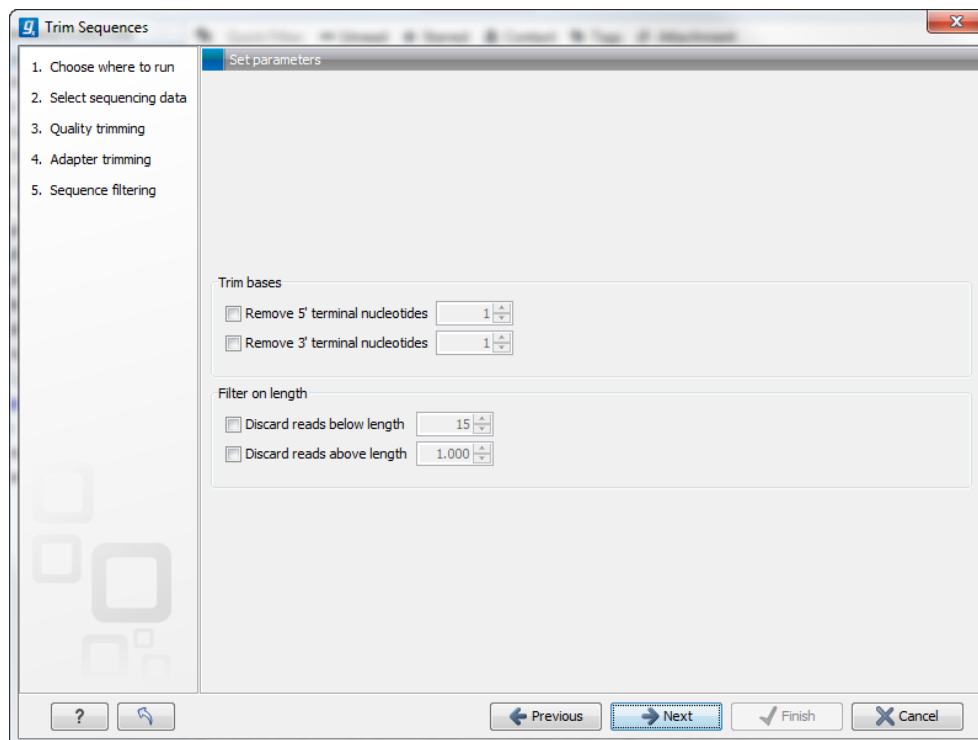 Trim Sequences
1. Choose where to run
2. Select sequencing data
3. Quality trimming
4. Adapter trimming
5. Sequence filtering
Set parameters
Trim bases
Remove 5' terminal nucleotides 1
Remove 3' terminal nucleotides 1
Filter on length
Discard reads below length 15
Discard reads above length 1.000
? Previous Next Finish Cancel